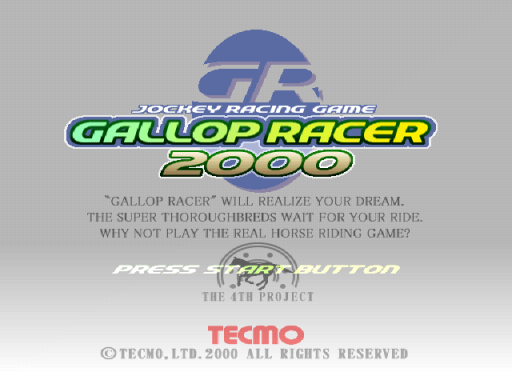 GR
JOCKEY RACING GAME
GALLOP RACER
2000
"GALLOP RACER" WILL REALIZE YOUR DREAM.
THE SUPER THOROUGHBREDS WAIT FOR YOUR RIDE.
WHY NOT PLAY THE REAL HORSE RIDING GAME?
PRESS START BUTTON
THE 4TH PROJECT
TECMO
©TECMO,LTD.2000 ALL RIGHTS RESERVED